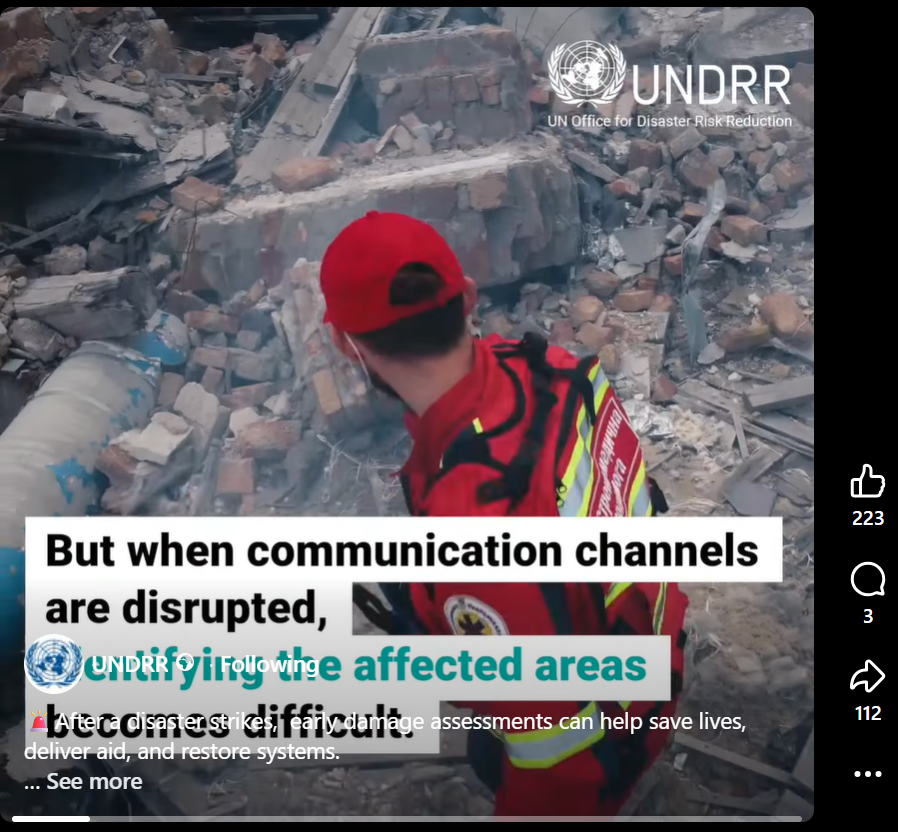 UNDRR
UN Office for Disaster Risk Reduction
But when communication channels
are disrupted,
identifying the affected areas
becomes difficult.
UNDRR · Following
🚨 After a disaster strikes, early damage assessments can help save lives,
deliver aid, and restore systems.
... See more
223
3
112